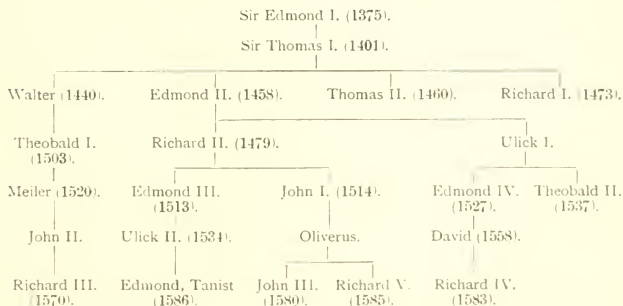 Sir Edmond I. (1375).
Sir Thomas I. (1401).
Walter (1440). Edmond II. (1458). Thomas II. (1460). Richard I. (1473).
Theobald I. Richard II. (1479). Ulick I.
(1503).
Meiler (1520). Edmond III. John I. (1514). Edmond IV. Theobald II.
(1513). (1527). (1537).
John II. Ulick II. (1534). Oliverus. David (1558).
Richard III. Edmond, Tanist John III. Richard V. Richard IV.
(1570). (1586). (1580). (1585). (1583).